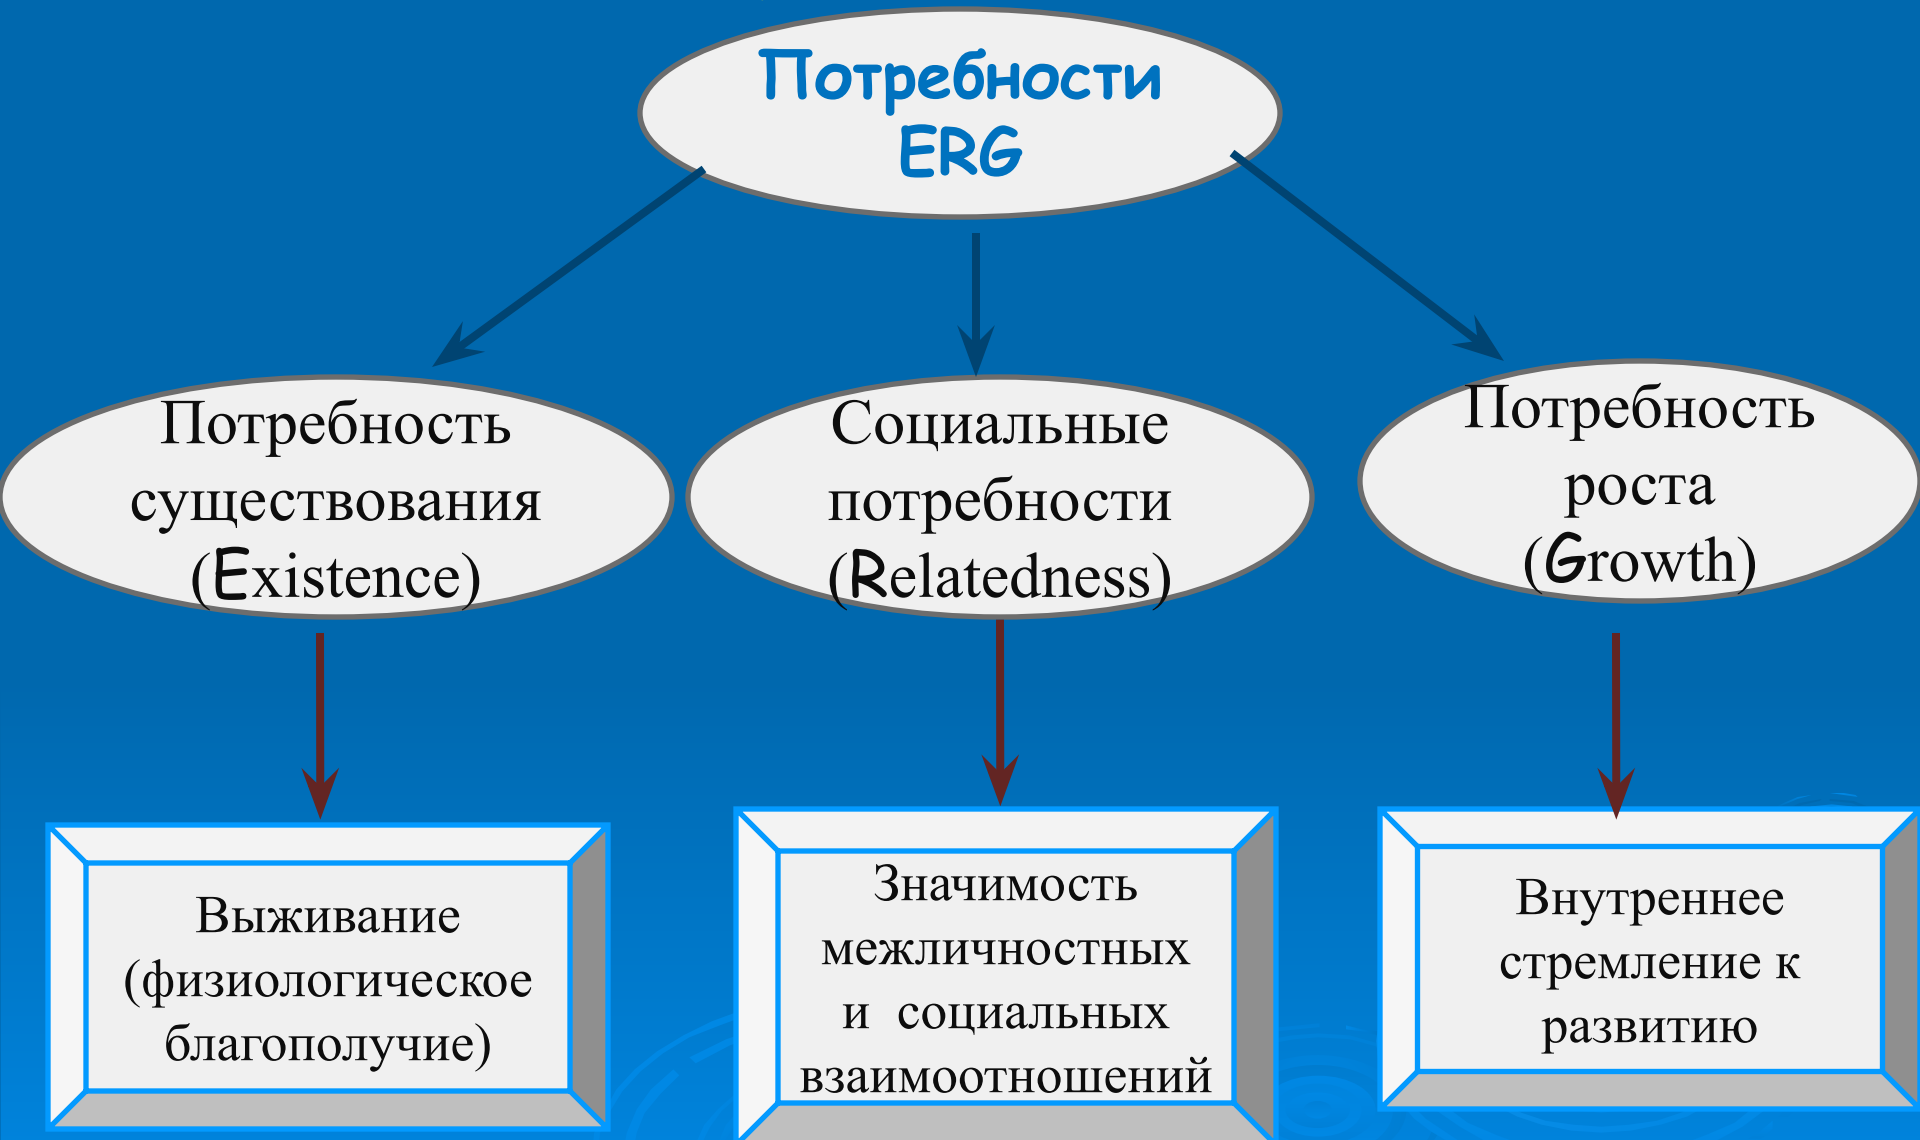 Потребности
ERG
Потребность
существования
(Existence)
Социальные
потребности
(Relatedness)
Потребность
роста
(Growth)
Выживание
(физиологическое
благополучие)
Значимость
межличностных
и социальных
взаимоотношений
Внутреннее
стремление к
развитию